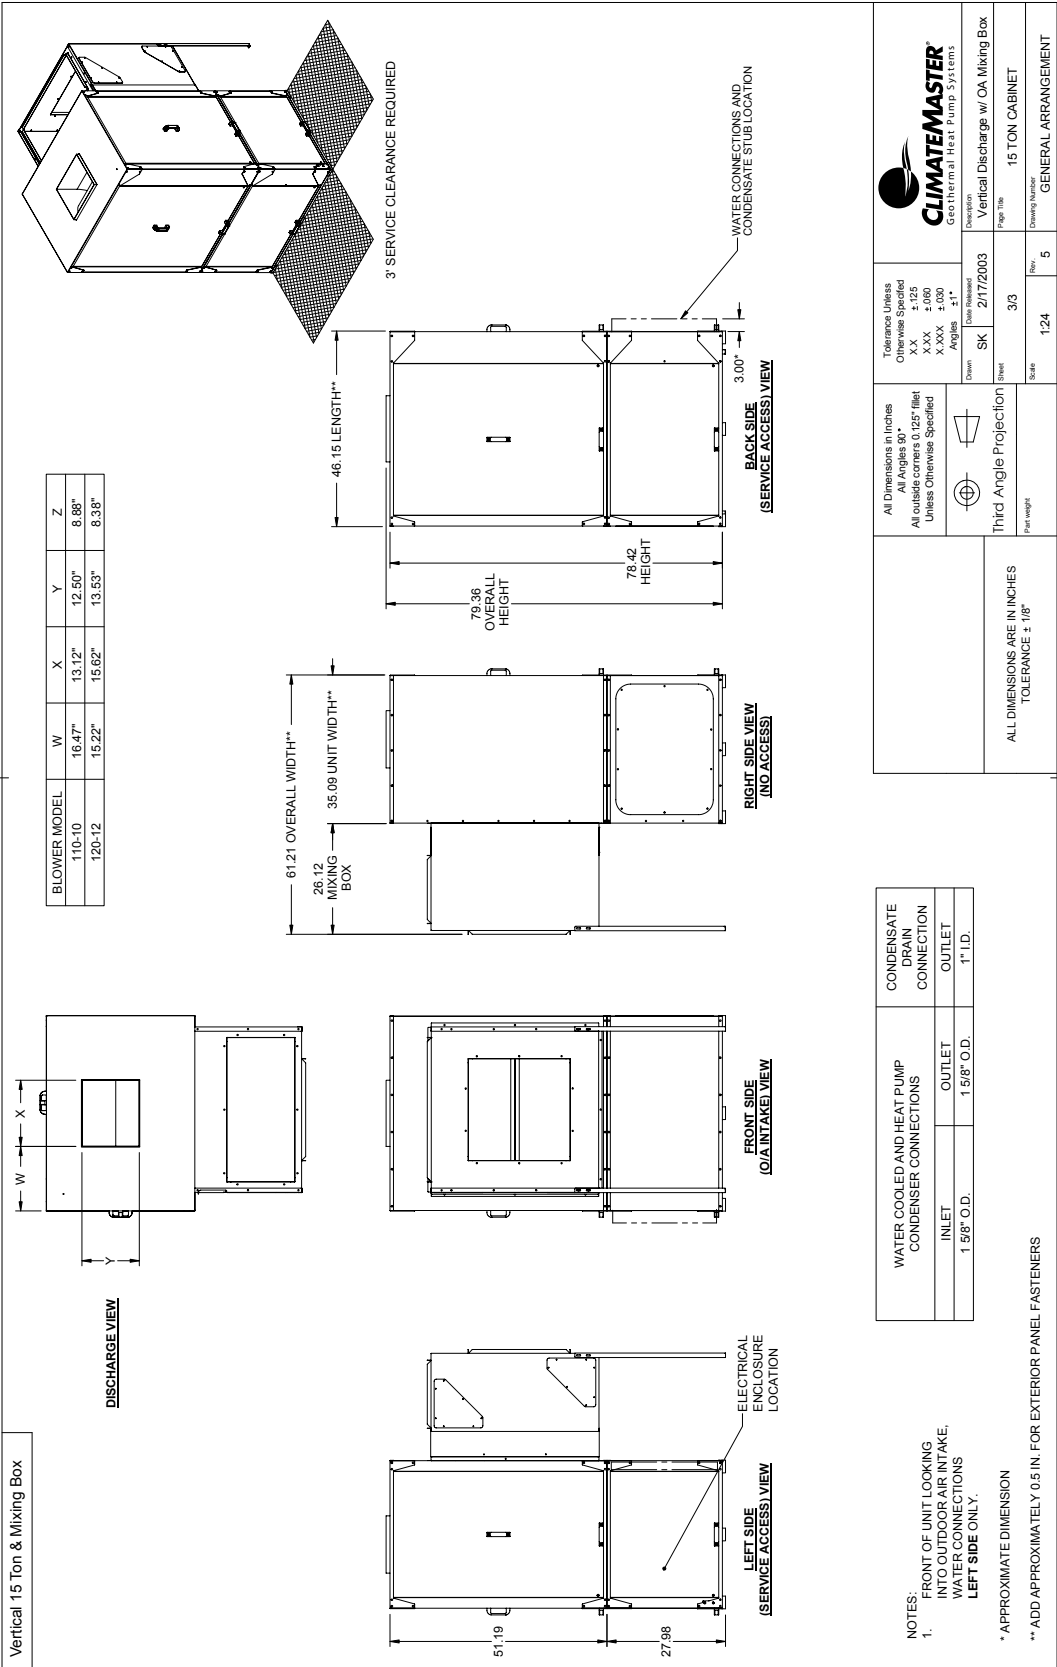 Vertical 15 Ton & Mixing Box
DISCHARGE VIEW
W
X
Y
BLOWER MODEL W X Y Z
110-10 16.47" 13.12" 12.50" 8.88"
120-12 15.22" 15.62" 13.53" 8.38"
3' SERVICE CLEARANCE REQUIRED
51.19
27.98
LEFT SIDE
(SERVICE ACCESS) VIEW
ELECTRICAL
ENCLOSURE
LOCATION
FRONT SIDE
(O/A INTAKE) VIEW
61.21 OVERALL WIDTH**
26.12
MIXING
BOX
35.09 UNIT WIDTH**
RIGHT SIDE VIEW
(NO ACCESS)
79.36
OVERALL
HEIGHT
78.42
HEIGHT
46.15 LENGTH**
3.00*
BACK SIDE
(SERVICE ACCESS) VIEW
WATER CONNECTIONS AND
CONDENSATE STUB LOCATION
NOTES:
1. FRONT OF UNIT LOOKING
INTO OUTDOOR AIR INTAKE,
WATER CONNECTIONS
LEFT SIDE ONLY.
* APPROXIMATE DIMENSION
** ADD APPROXIMATELY 0.5 IN. FOR EXTERIOR PANEL FASTENERS
WATER COOLED AND HEAT PUMP
CONDENSER CONNECTIONS
CONDENSATE
DRAIN
CONNECTION
INLET OUTLET OUTLET
1 5/8" O.D. 1 5/8" O.D. 1" I.D.
ALL DIMENSIONS ARE IN INCHES
TOLERANCE ± 1/8"
All Dimensions in Inches
All Angles 90°
All outside corners 0.125" fillet
Unless Otherwise Specified
Third Angle Projection
Part weight
Tolerance Unless
Otherwise Specifed
X.X ±.125
X.XX ±.060
X.XXX ±.030
Angles ±1°
CLIMATEMASTER®
Geothermal Heat Pump Systems
Drawn
SK
Date Released
2/17/2003
Description
Vertical Discharge w/ OA Mixing Box
Sheet
3/3
Page Title
15 TON CABINET
Scale
1:24
Rev.
5
Drawing Number
GENERAL ARRANGEMENT